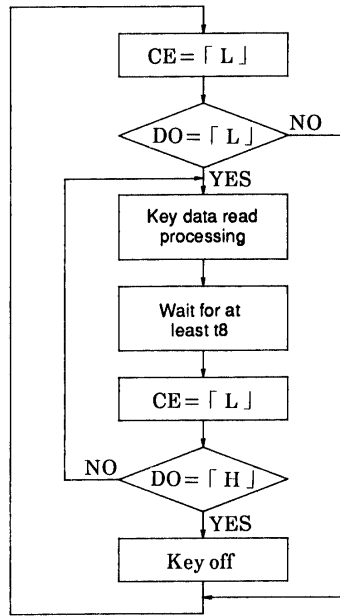 CE=「L」
DO=「L」
NO
YES
Key data read
processing
Wait for at
least t8
CE=「L」
NO
DO=「H」
YES
Key off